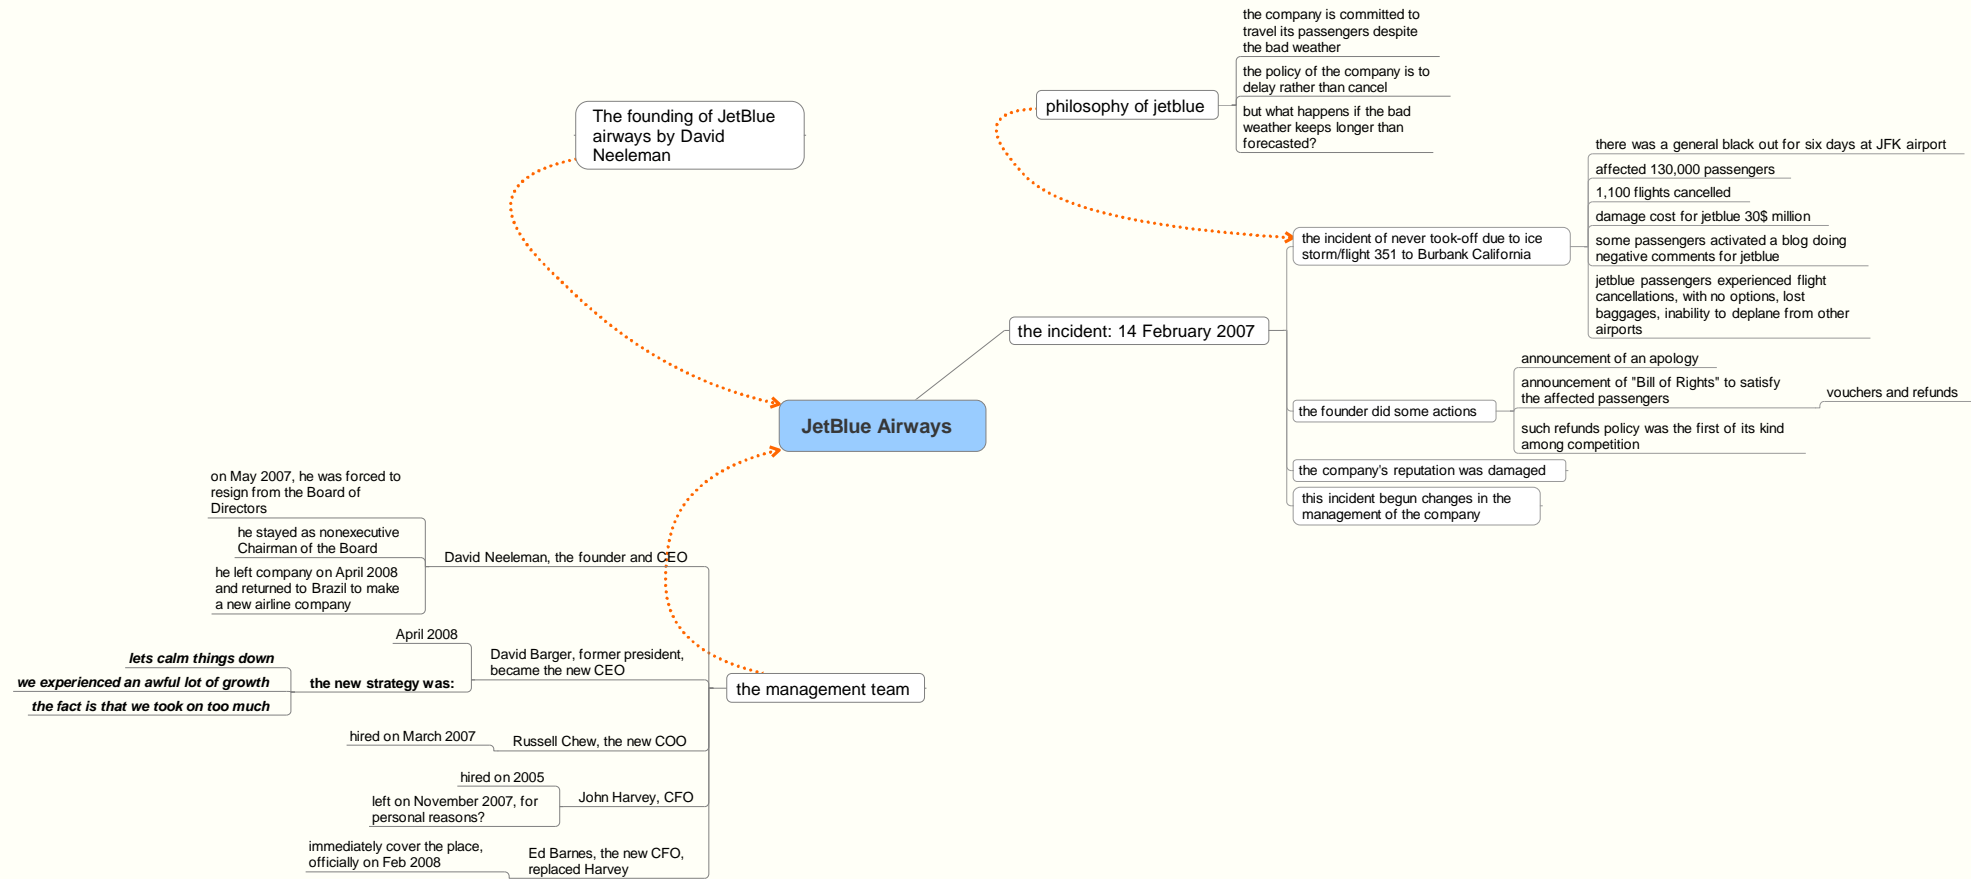 the company is committed to
travel its passengers despite
the bad weather
the policy of the company is to
delay rather than cancel
but what happens if the bad
weather keeps longer than
forecasted?
philosophy of jetblue
The founding of JetBlue
airways by David
Neeleman
there was a general black out for six days at JFK airport
affected 130,000 passengers
1,100 flights cancelled
damage cost for jetblue 30$ million
some passengers activated a blog doing
negative comments for jetblue
jetblue passengers experienced flight
cancellations, with no options, lost
baggages, inability to deplane from other
airports
the incident of never took-off due to ice
storm/flight 351 to Burbank California
the incident: 14 February 2007
announcement of an apology
announcement of "Bill of Rights" to satisfy
the affected passengers
vouchers and refunds
such refunds policy was the first of its kind
among competition
the founder did some actions
the company's reputation was damaged
this incident begun changes in the
management of the company
JetBlue Airways
on May 2007, he was forced to
resign from the Board of
Directors
he stayed as nonexecutive
Chairman of the Board
he left company on April 2008
and returned to Brazil to make
a new airline company
David Neeleman, the founder and CEO
April 2008
David Barger, former president,
became the new CEO
lets calm things down
we experienced an awful lot of growth
the fact is that we took on too much
the new strategy was:
the management team
hired on March 2007
Russell Chew, the new COO
hired on 2005
left on November 2007, for
personal reasons?
John Harvey, CFO
immediately cover the place,
officially on Feb 2008
Ed Barnes, the new CFO,
replaced Harvey